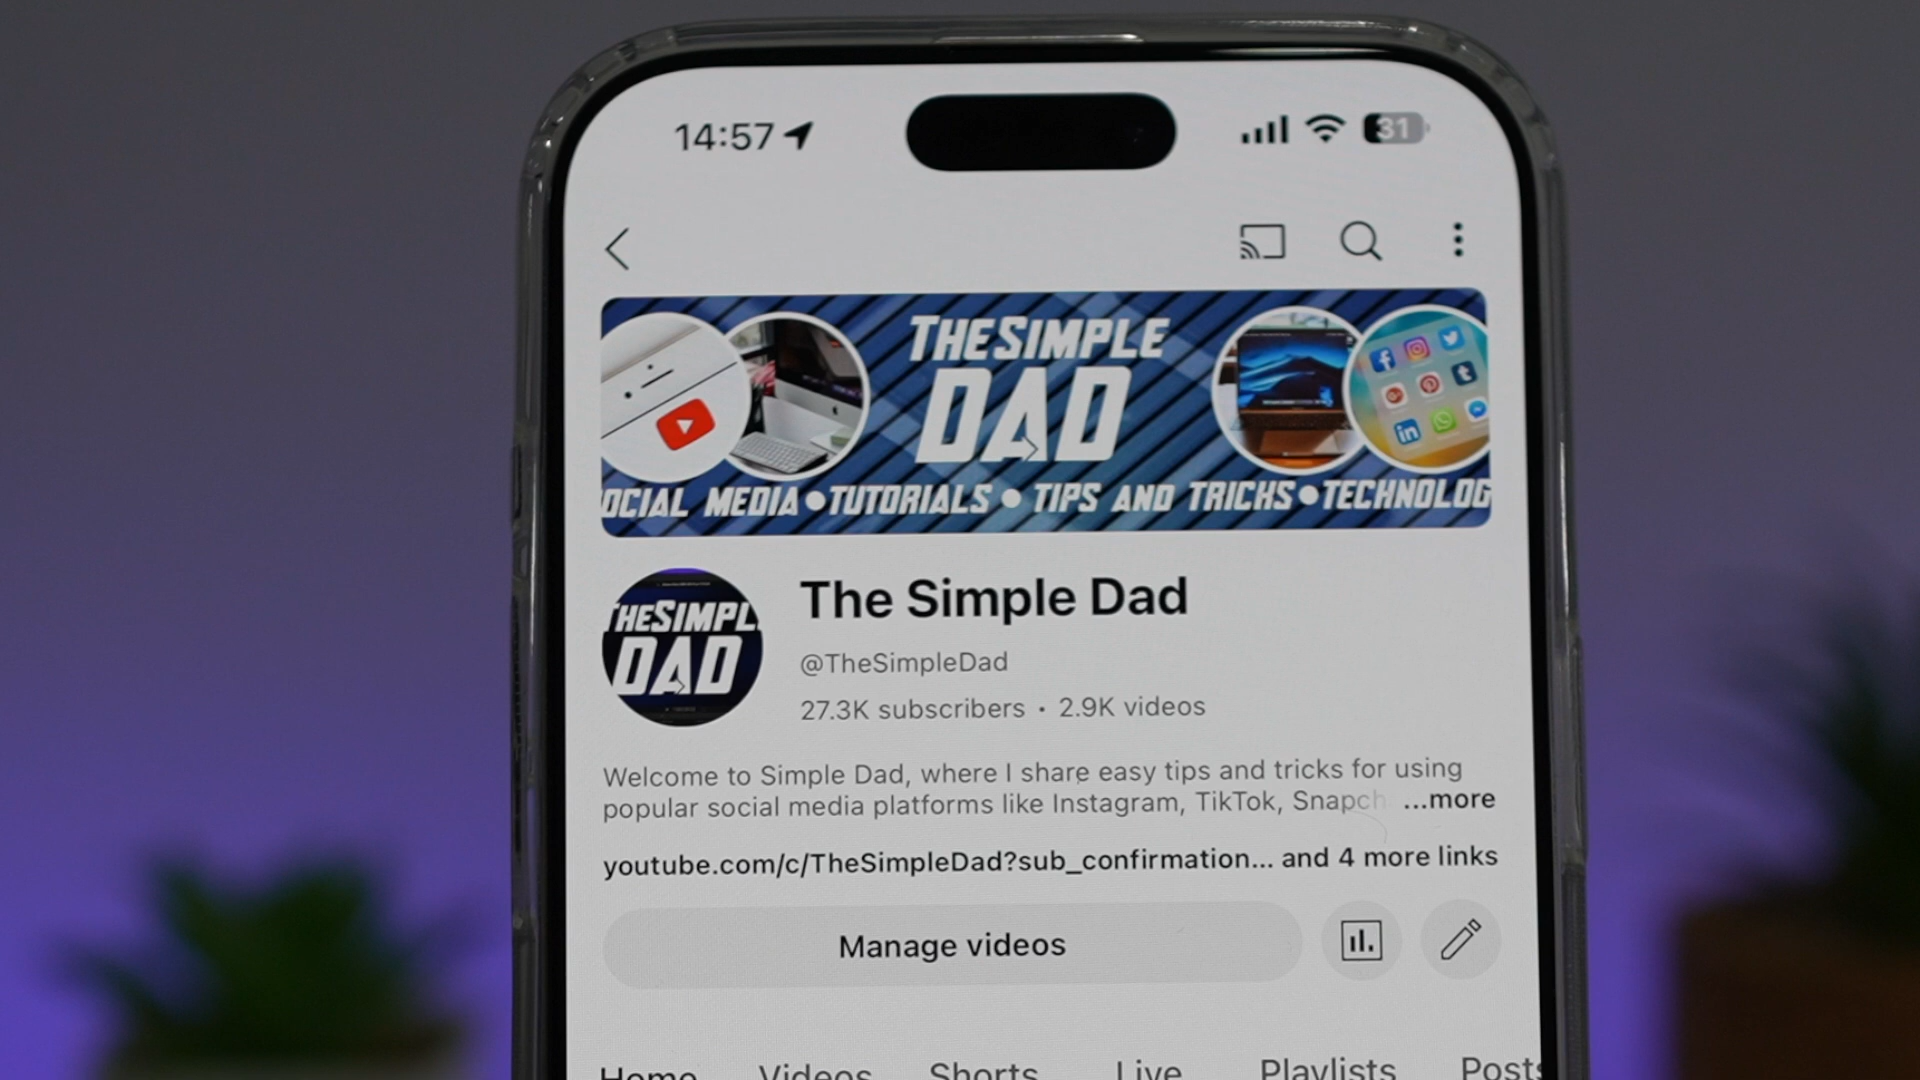 14:57
31
THESIMPLE
DAD
OCIAL MEDIA●TUTORIALS ● TIPS AND TRICKS●TECHNOLOG
THESIMPL
DAD
The Simple Dad
@TheSimpleDad
27.3K subscribers · 2.9K videos
Welcome to Simple Dad, where I share easy tips and tricks for using
popular social media platforms like Instagram, TikTok, Snapch ...more
youtube.com/c/TheSimpleDad?sub_confirmation... and 4 more links
Manage videos
Home Videos Shorts Live Playlists Posts